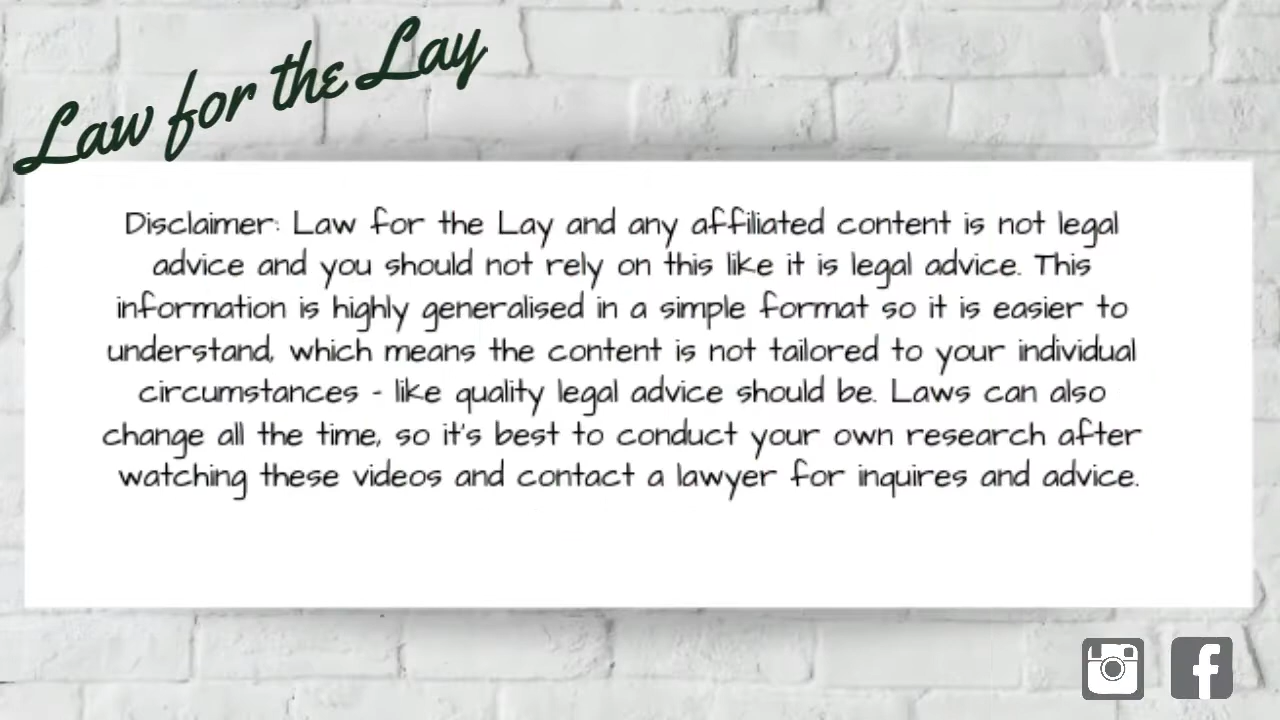 Law for the Lay
Disclaimer: Law for the Lay and any affiliated content is not legal
advice and you should not rely on this like it is legal advice. This
information is highly generalised in a simple format so it is easier to
understand, which means the content is not tailored to your individual
circumstances - like quality legal advice should be. Laws can also
change all the time, so it's best to conduct your own research after
watching these videos and contact a lawyer for inquires and advice.